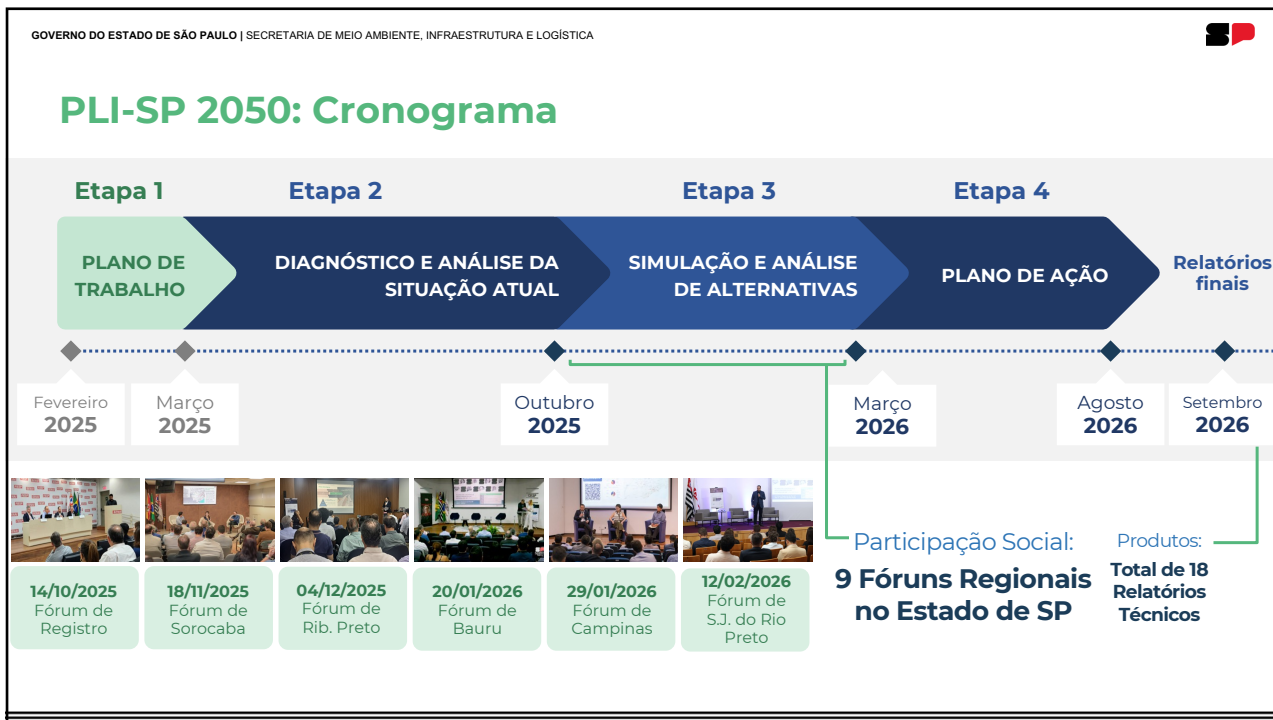 GOVERNO DO ESTADO DE SÃO PAULO | SECRETARIA DE MEIO AMBIENTE, INFRAESTRUTURA E LOGÍSTICA
SP
PLI-SP 2050: Cronograma
Etapa 1
Etapa 2
Etapa 3
Etapa 4
PLANO DE
TRABALHO
DIAGNÓSTICO E ANÁLISE DA
SITUAÇÃO ATUAL
SIMULAÇÃO E ANÁLISE
DE ALTERNATIVAS
PLANO DE AÇÃO
Relatórios
finais
Fevereiro
2025
Março
2025
Outubro
2025
Março
2026
Agosto
2026
Setembro
2026
14/10/2025
Fórum de
Registro
18/11/2025
Fórum de
Sorocaba
04/12/2025
Fórum de
Rib. Preto
20/01/2026
Fórum de
Bauru
29/01/2026
Fórum de
Campinas
12/02/2026
Fórum de
S.J. do Rio
Preto
Participação Social:
9 Fóruns Regionais
no Estado de SP
Produtos:
Total de 18
Relatórios
Técnicos